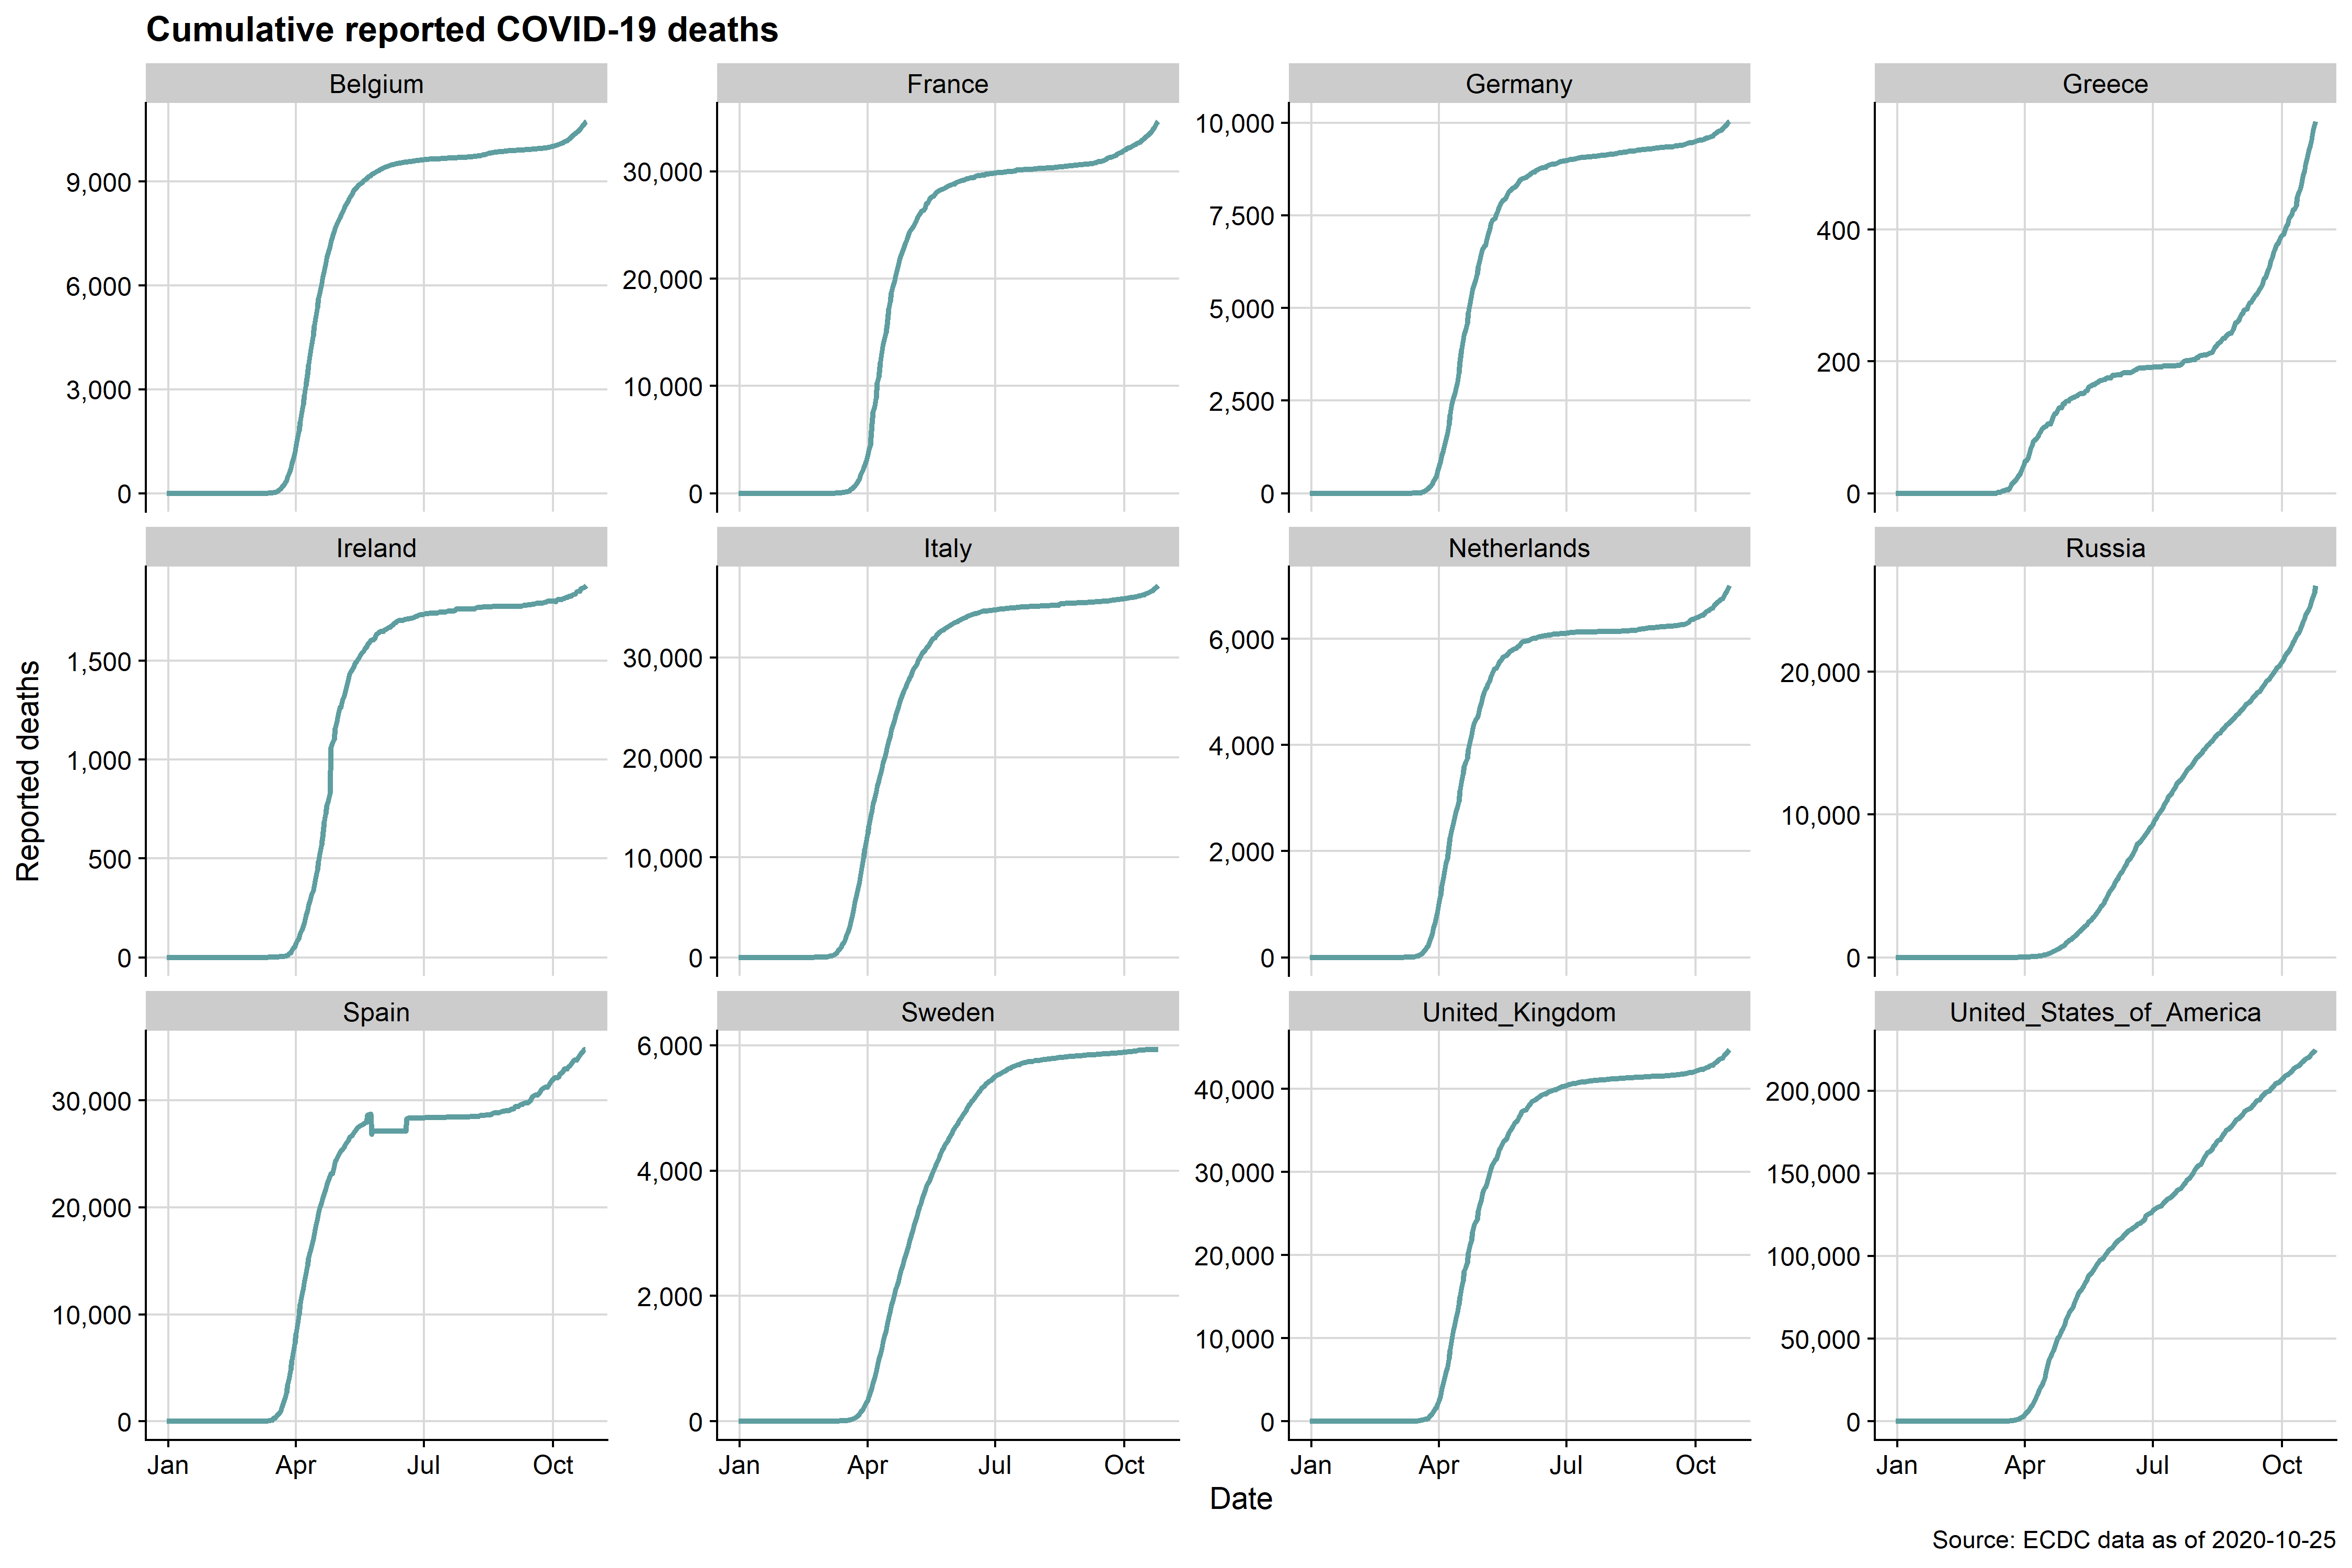 Cumulative reported COVID-19 deaths
Belgium
France
Germany
Greece
9,000
6,000
3,000
0
30,000
20,000
10,000
0
10,000
7,500
5,000
2,500
0
400
200
0
Ireland
Italy
Netherlands
Russia
1,500
1,000
500
0
30,000
20,000
10,000
0
6,000
4,000
2,000
0
20,000
10,000
0
Reported deaths
Spain
Sweden
United_Kingdom
United_States_of_America
30,000
20,000
10,000
0
6,000
4,000
2,000
0
40,000
30,000
20,000
10,000
0
200,000
150,000
100,000
50,000
0
Jan Apr Jul Oct
Jan Apr Jul Oct
Jan Apr Jul Oct
Jan Apr Jul Oct
Date
Source: ECDC data as of 2020-10-25